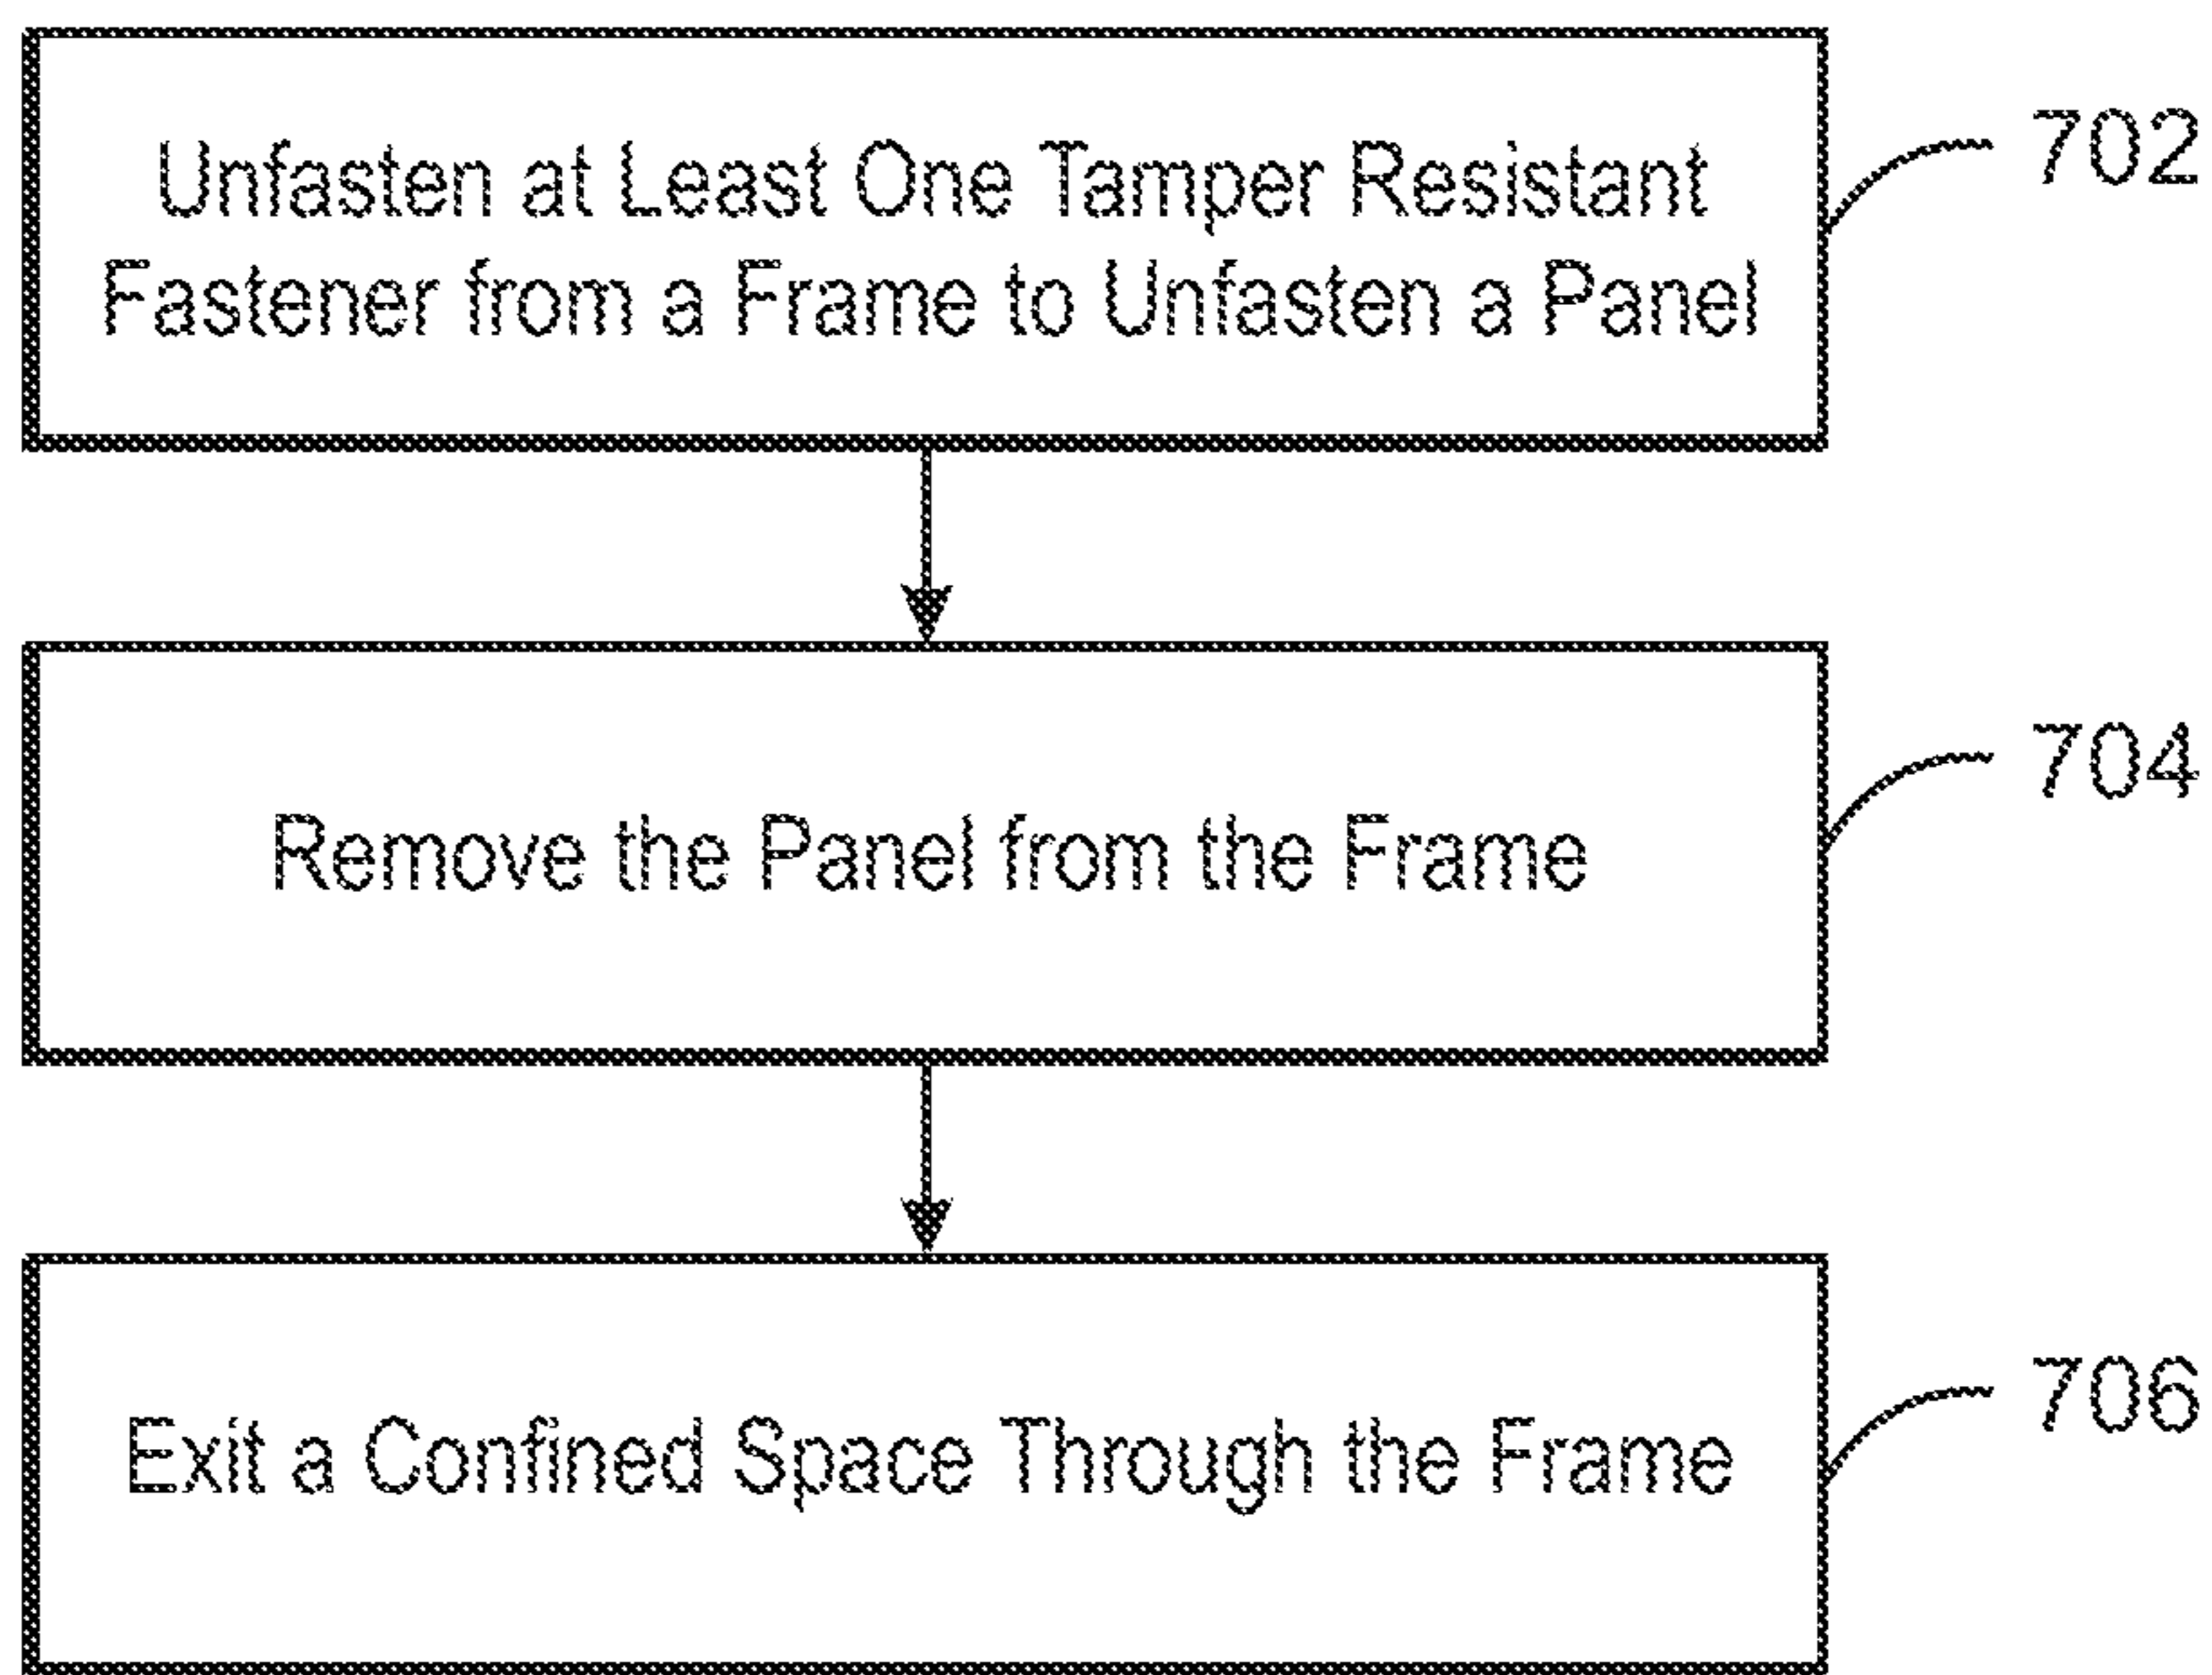 Unfasten at Least One Tamper Resistant
Fastener from a Frame to Unfasten a Panel
702
Remove the Panel from the Frame
704
Exit a Confined Space Through the Frame
706